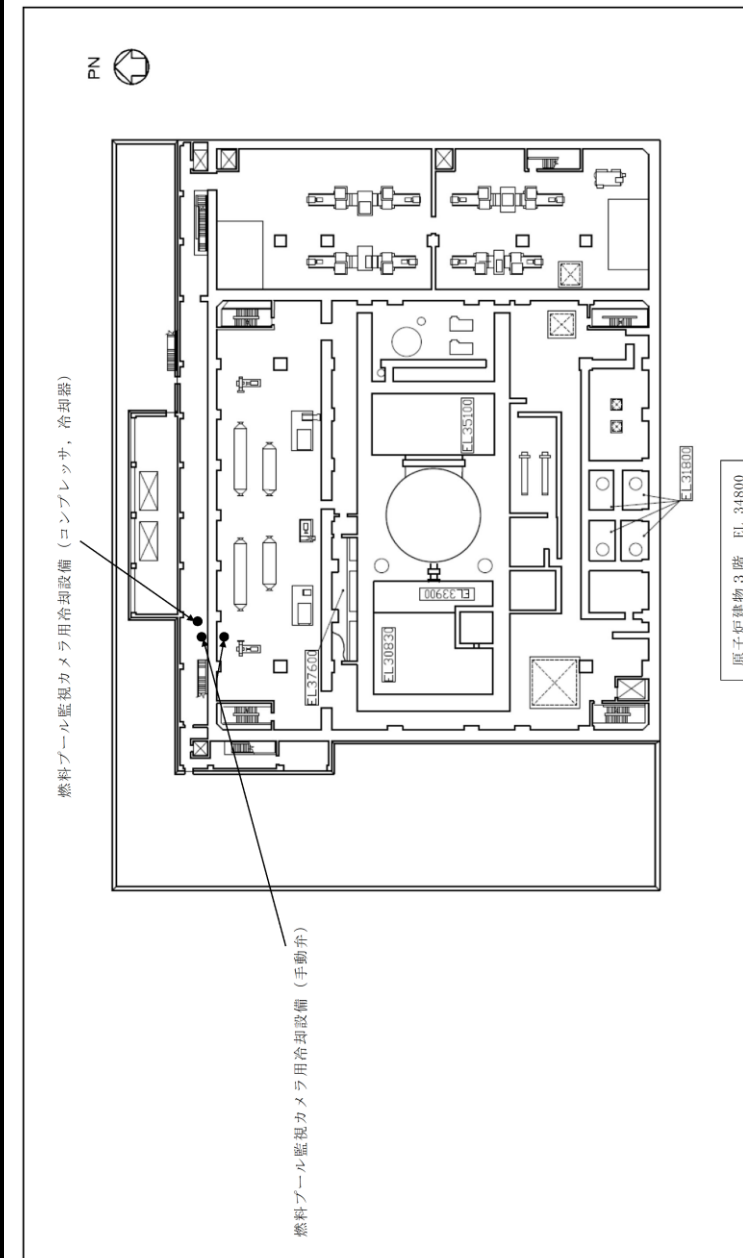 PN
燃料プール監視カメラ用冷却設備（コンプレッサ，冷却器）
燃料プール監視カメラ用冷却設備（手動弁）
EL35100
EL33900
EL30830
EL37600
EL31800
原子炉建物３階　EL 34800